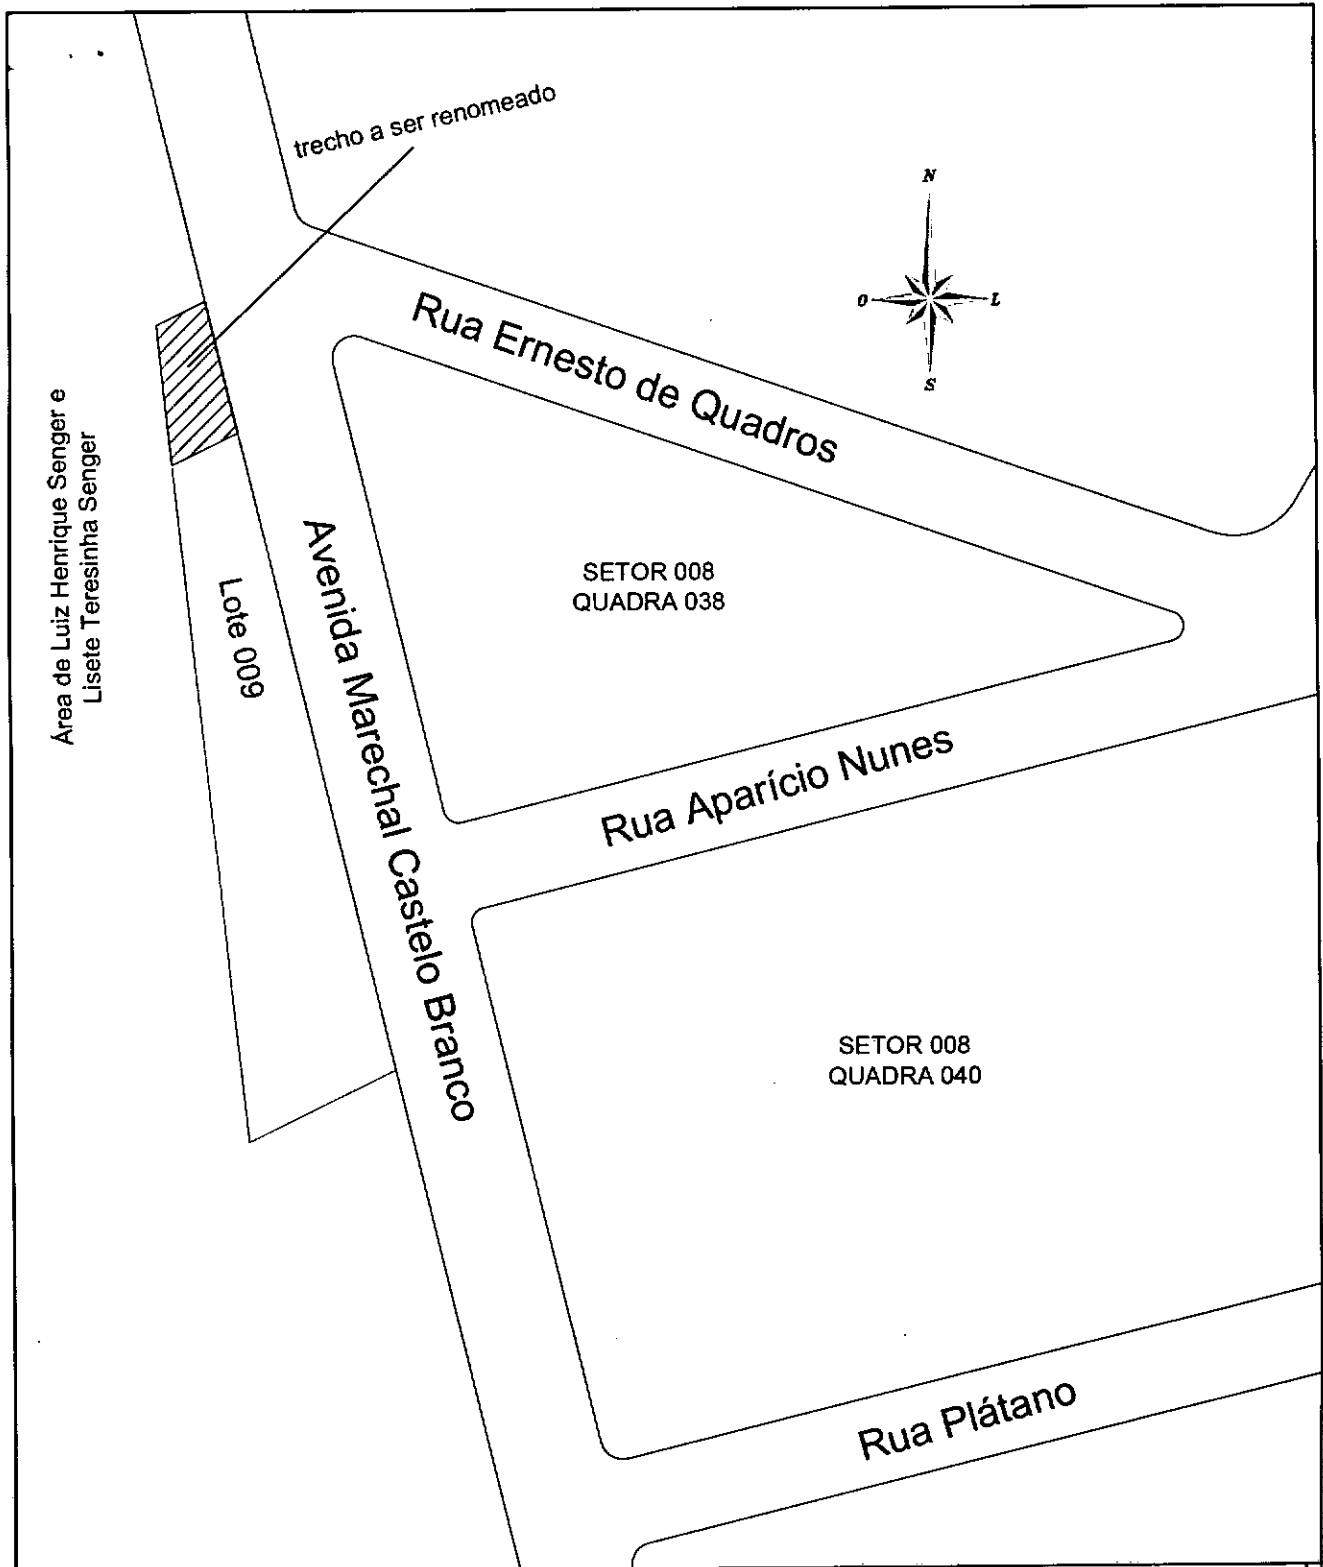 trecho a ser renomeado
N
O
L
S
Rua Ernesto de Quadros
Área de Luiz Henrique Senger e
Lisete Teresinha Senger
Lote 009
Avenida Marechal Castelo Branco
SETOR 008
QUADRA 038
Rua Aparício Nunes
SETOR 008
QUADRA 040
Rua Plátano